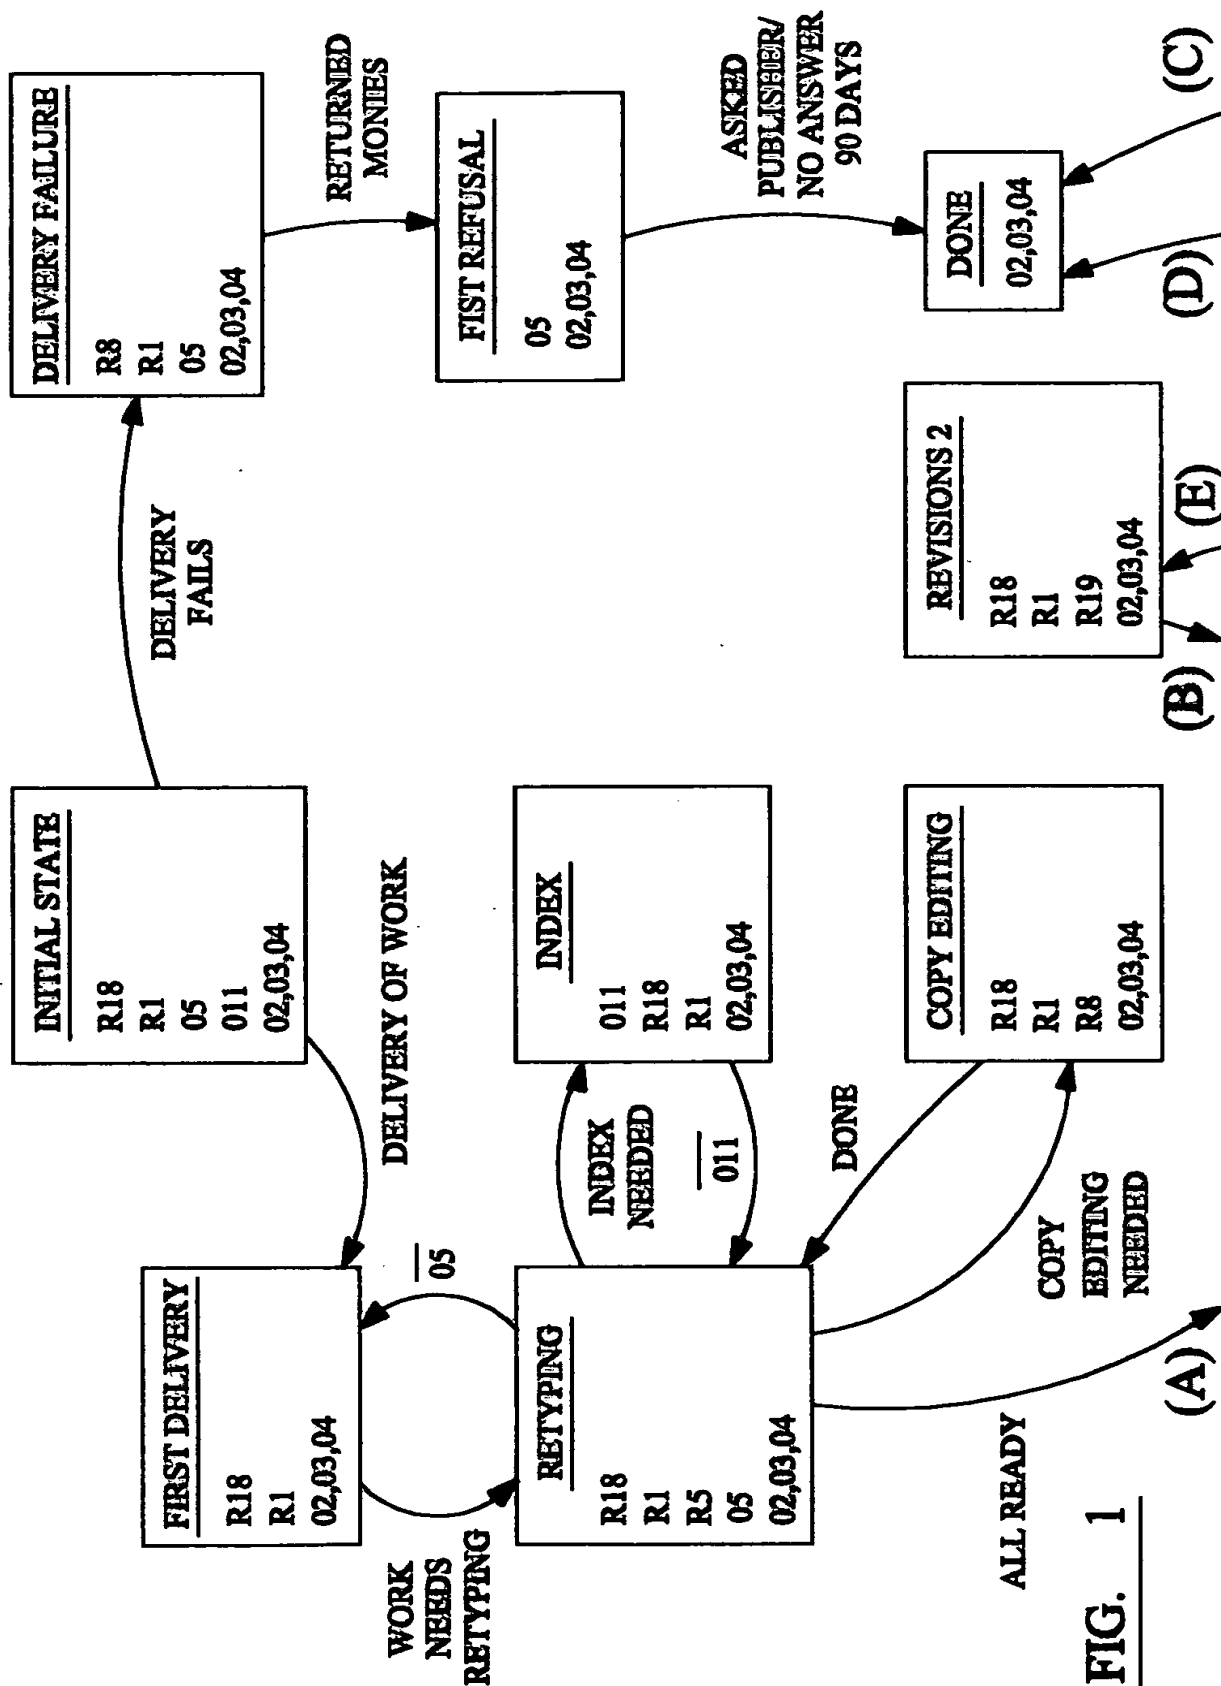 FIRST DELIVERY
R18
R1
02,03,04
WORK
NEEDS
RETYPING
05
RETYPING
R18
R1
R5
05
02,03,04
ALL READY
(A)
FIG. 1
INITIAL STATE
R18
R1
05
011
02,03,04
DELIVERY OF WORK
INDEX
NEEDED
011
INDEX
011
R18
R1
02,03,04
DONE
COPY
EDITING
NEEDED
COPY EDITING
R18
R1
R8
02,03,04
DELIVERY
FAILS
DELIVERY FAILURE
R8
R1
05
02,03,04
RETURNED
MONIES
FIST REFUSAL
05
02,03,04
ASKED
PUBLISHER/
NO ANSWER
90 DAYS
DONE
02,03,04
REVISIONS 2
R18
R1
R19
02,03,04
(B)
(E)
(D)
(C)